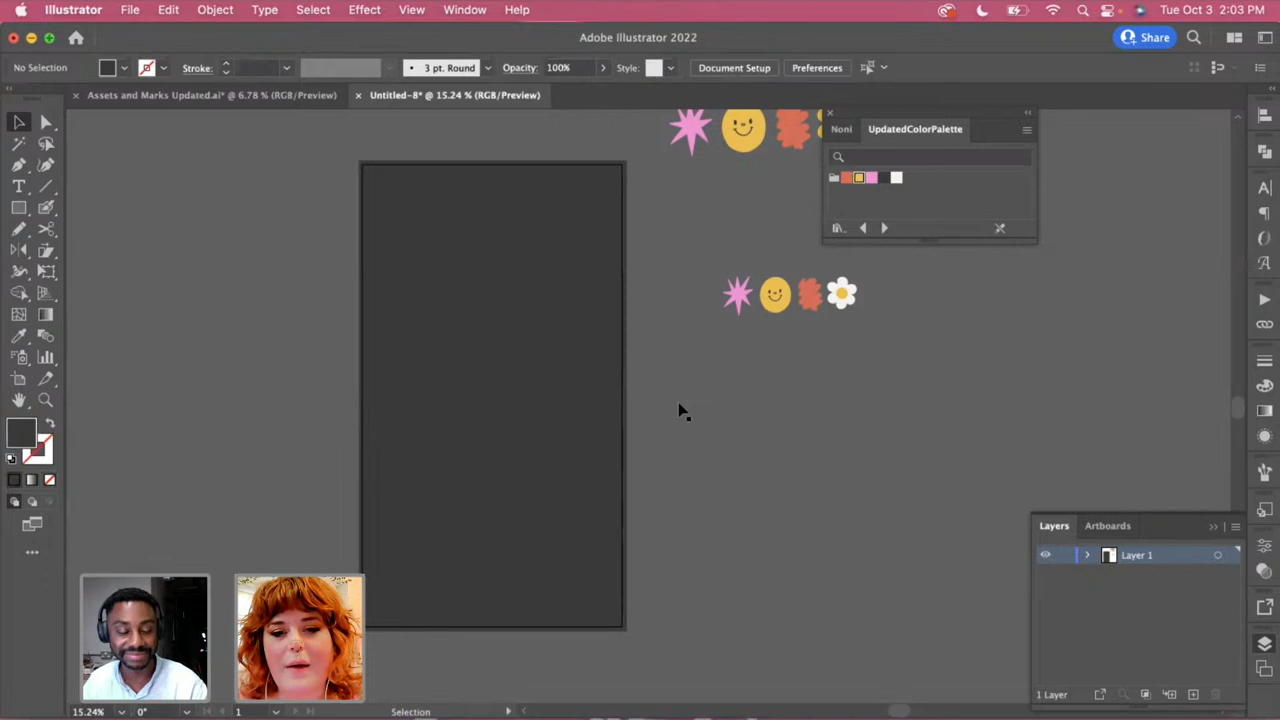 Illustrator File Edit Object Type Select Effect View Window Help Tue Oct 3 2:03 PM
Adobe Illustrator 2022
Share
No Selection Stroke: 3 pt. Round Opacity: 100% Style: Document Setup Preferences
Assets and Marks Updated.ai* @ 6.78 % (RGB/Preview) Untitled-8* @ 15.24 % (RGB/Preview)
Noni UpdatedColorPalette
Layers Artboards
Layer 1
1 Layer
15.24% 0° 1 Selection